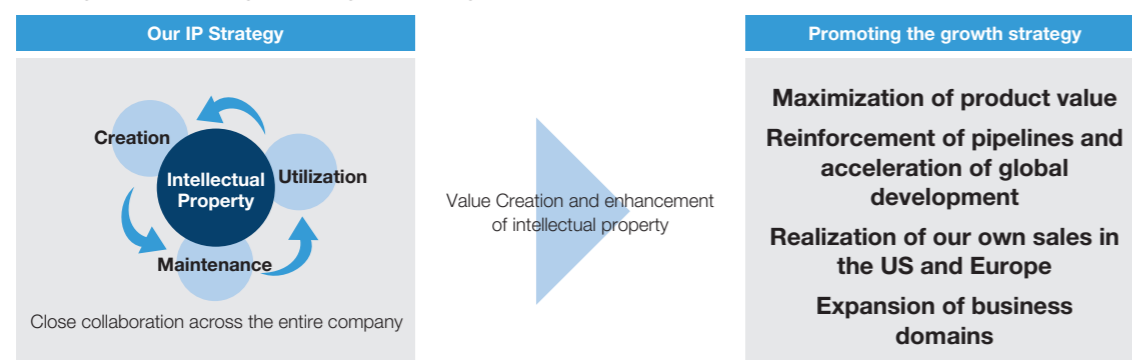 Our IP Strategy
Creation
Intellectual
Property
Utilization
Maintenance
Close collaboration across the entire company
Value Creation and enhancement
of intellectual property
Promoting the growth strategy
Maximization of product value
Reinforcement of pipelines and
acceleration of global
development
Realization of our own sales in
the US and Europe
Expansion of business
domains